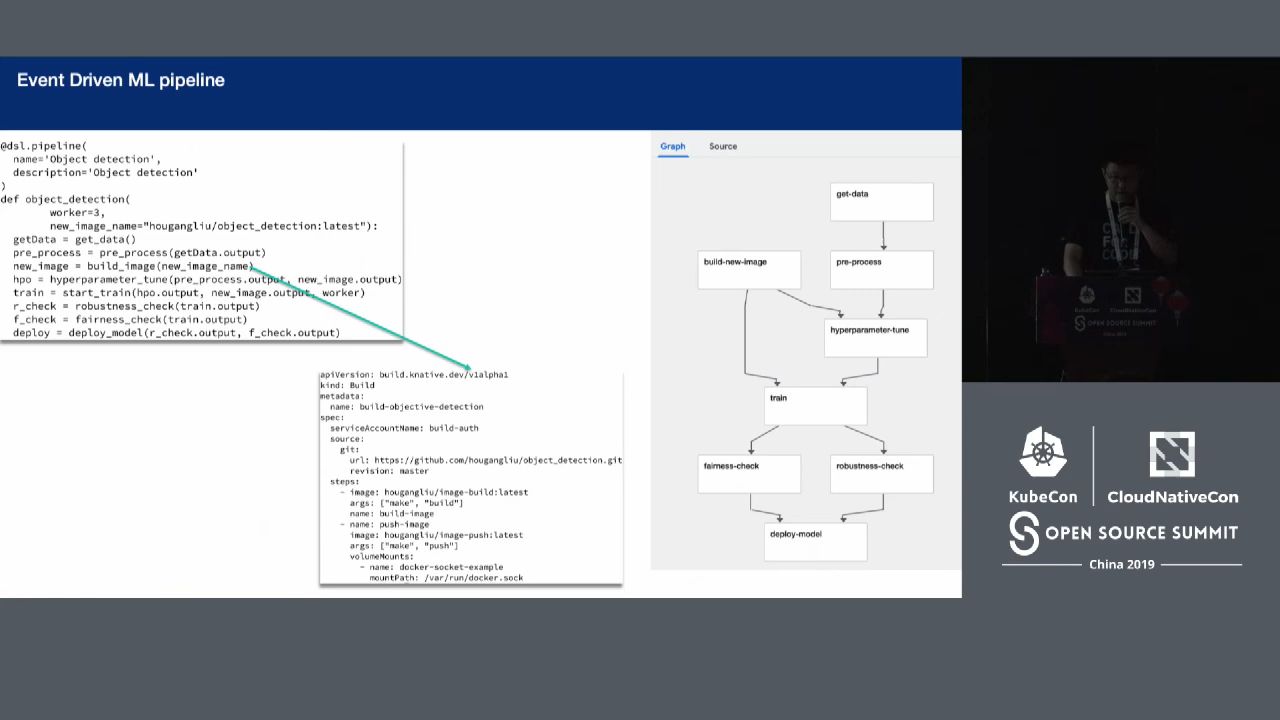 Event Driven ML pipeline
@dsl.pipeline(
  name='Object detection',
  description='Object detection'
)
def object_detection(
        worker=3,
        new_image_name="hougangliu/object_detection:latest"):
  getData = get_data()
  pre_process = pre_process(getData.output)
  new_image = build_image(new_image_name)
  hpo = hyperparameter_tune(pre_process.output, new_image.output)
  train = start_train(hpo.output, new_image.output, worker)
  r_check = robustness_check(train.output)
  f_check = fairness_check(train.output)
  deploy = deploy_model(r_check.output, f_check.output)
apiVersion: build.knative.dev/v1alpha1
kind: Build
metadata:
  name: build-objective-detection
spec:
  serviceAccountName: build-auth
  source:
    git:
      url: https://github.com/hougangliu/object_detection.git
      revision: master
  steps:
    - image: hougangliu/image-build:latest
      args: ["make", "build"]
      name: build-image
    - name: push-image
      image: hougangliu/image-push:latest
      args: ["make", "push"]
      volumeMounts:
        - name: docker-socket-example
          mountPath: /var/run/docker.sock
Graph Source
get-data
build-new-image
pre-process
hyperparameter-tune
train
fairness-check
robustness-check
deploy-model
KubeCon
CloudNativeCon
OPEN SOURCE SUMMIT
China 2019
KubeCon
CloudNativeCon
OPEN SOURCE SUMMIT
China 2019